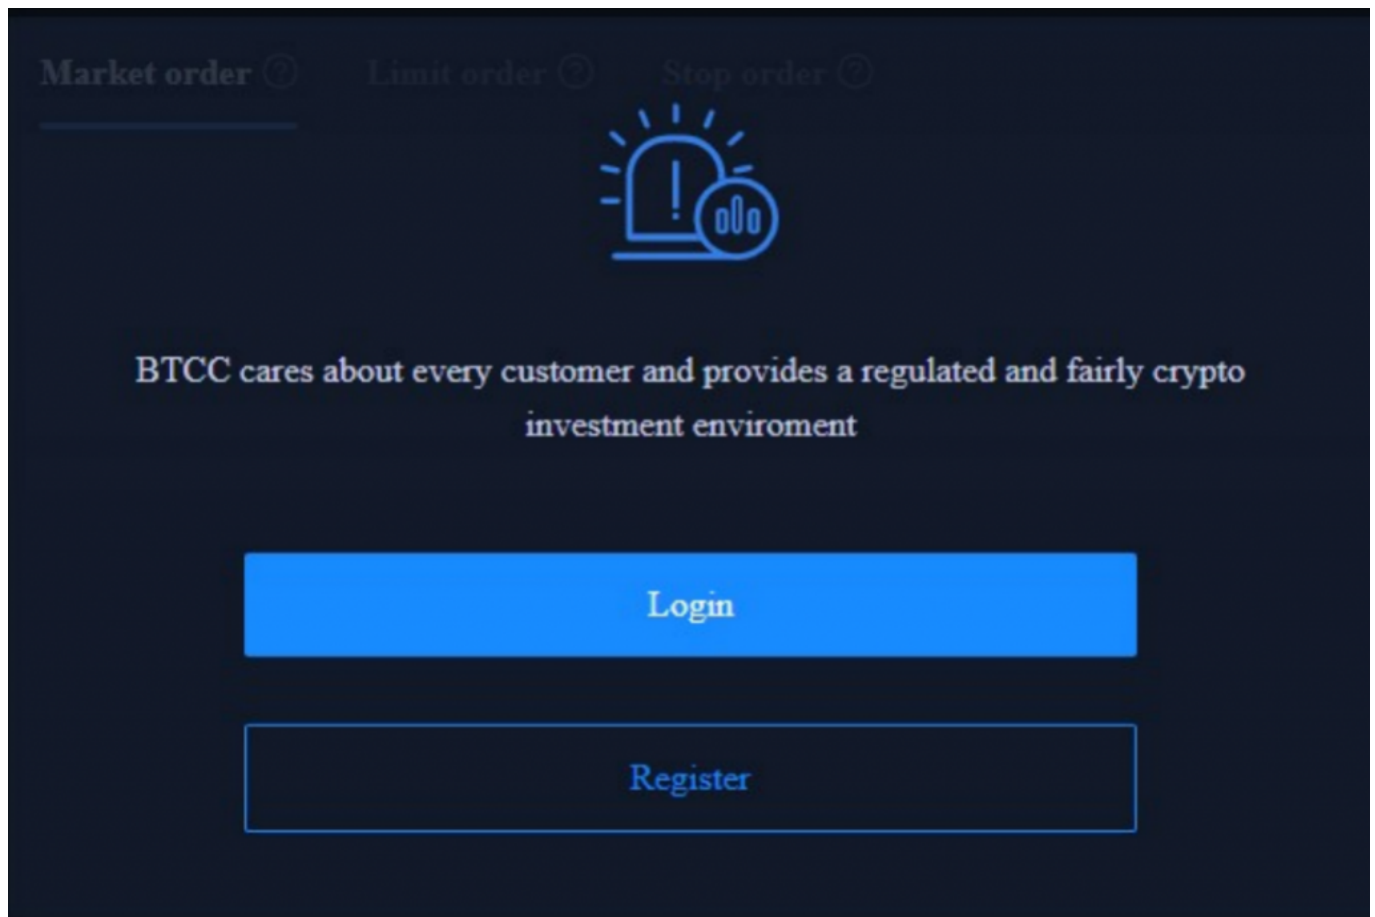 Market order ?
Limit order ?
Stop order ?
BTCC cares about every customer and provides a regulated and fairly crypto
investment enviroment
Login
Register